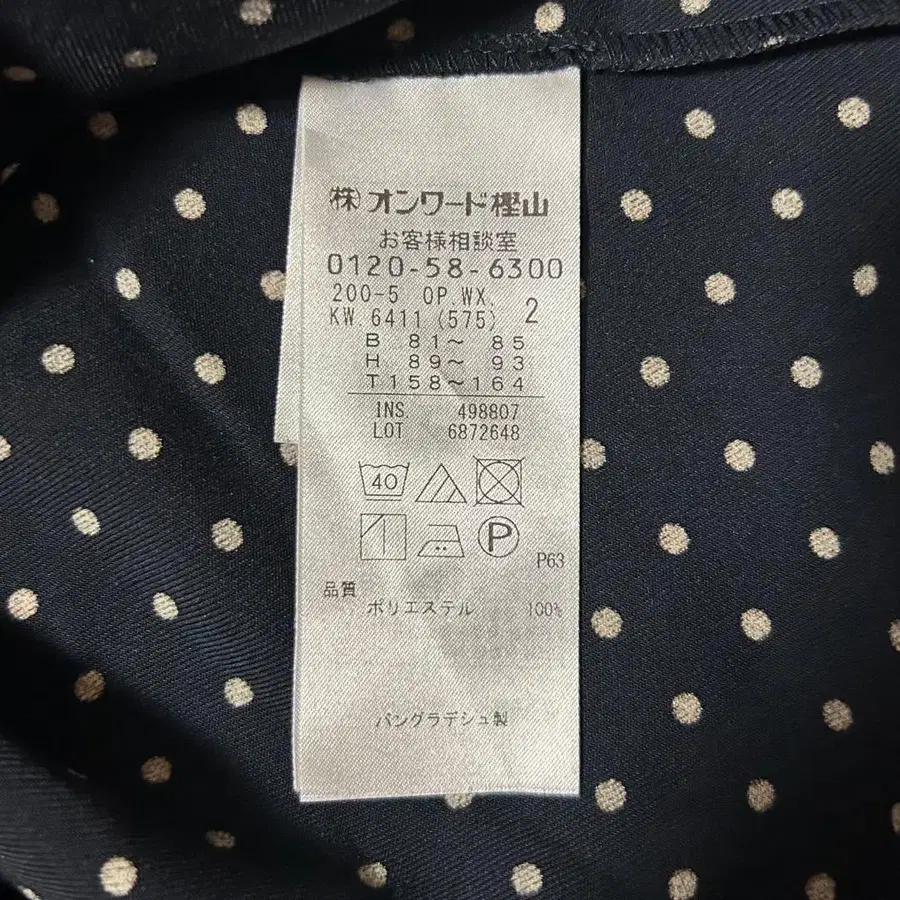 ㈱オンワード樫山
お客様相談室
0120-58-6300
200-5 OP.WX.
KW.6411(575) 2
B 81～ 85
H 89～ 93
T158～164
INS. 498807
LOT 6872648
40
P
P63
品質
ポリエステル 100%
バングラデシュ製